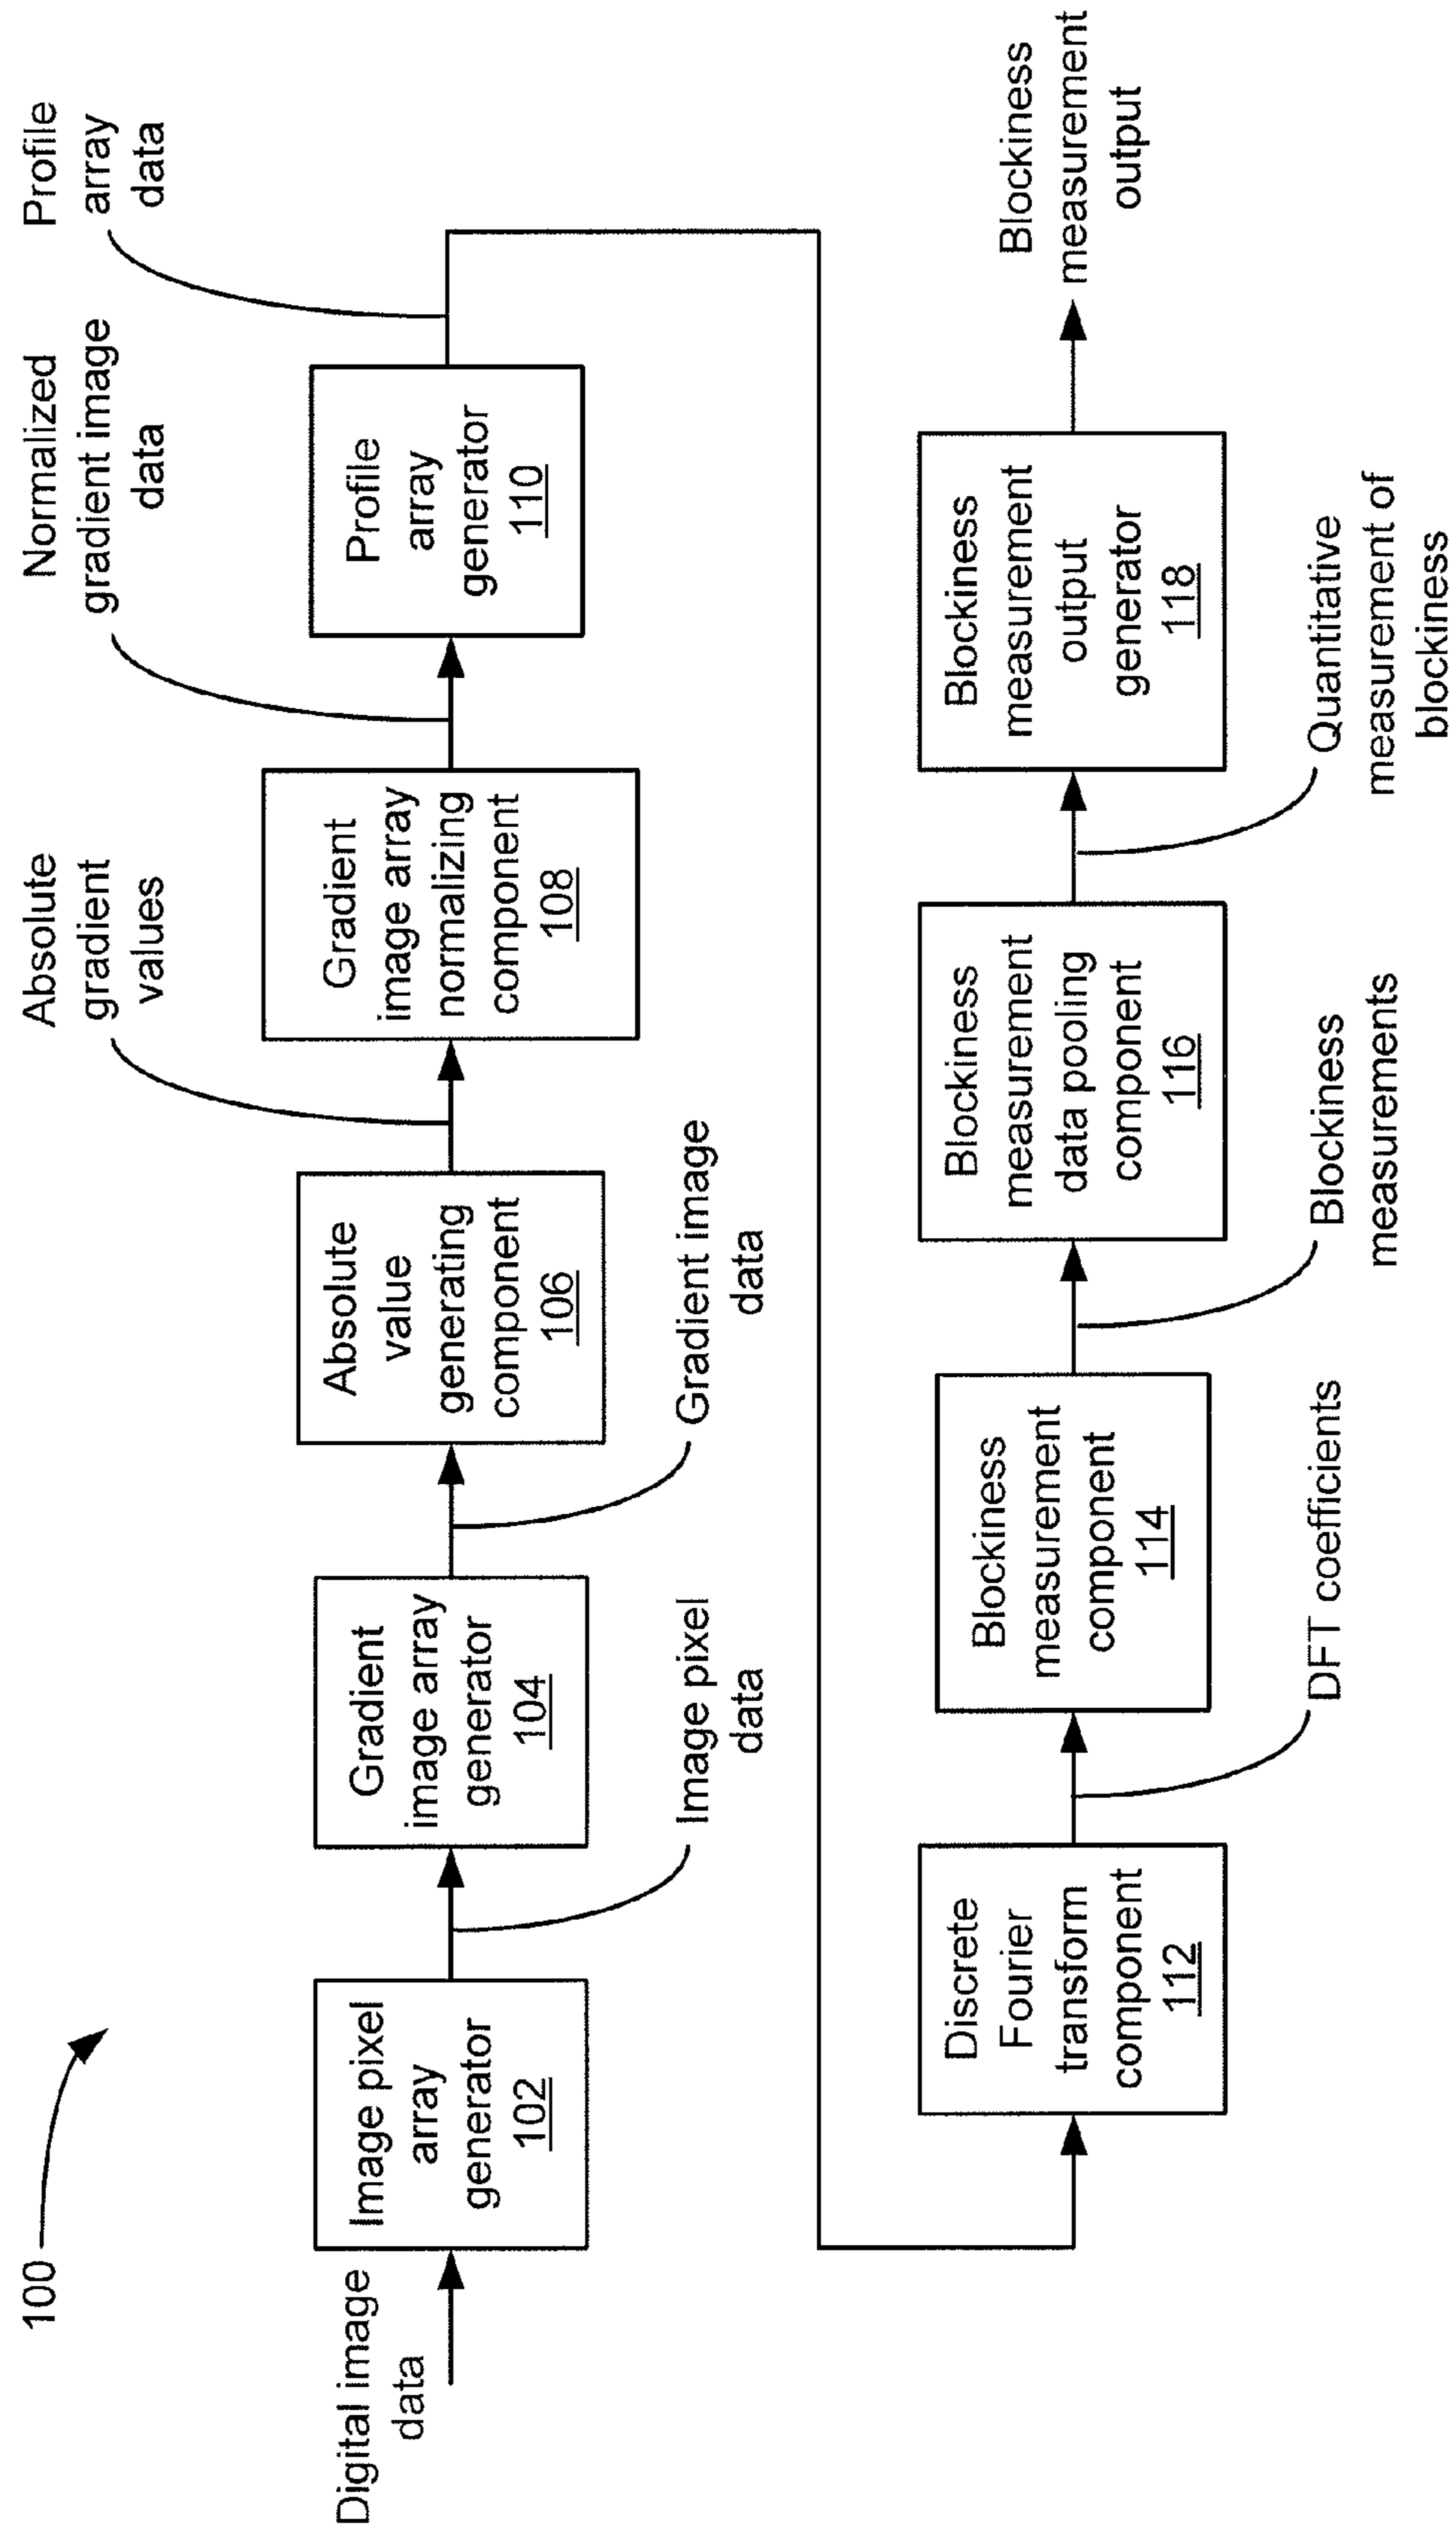 100
Digital image
data
Image pixel
array
generator
102
Image pixel
data
Gradient
image array
generator
104
Gradient image
data
Absolute
value
generating
component
106
Absolute
gradient
values
Gradient
image array
normalizing
component
108
Normalized
gradient image
data
Profile
array
generator
110
Profile
array
data
Discrete
Fourier
transform
component
112
DFT coefficients
Blockiness
measurement
component
114
Blockiness
measurements
Blockiness
measurement
data pooling
component
116
Quantitative
measurement of
blockiness
Blockiness
measurement
output
generator
118
Blockiness
measurement
output